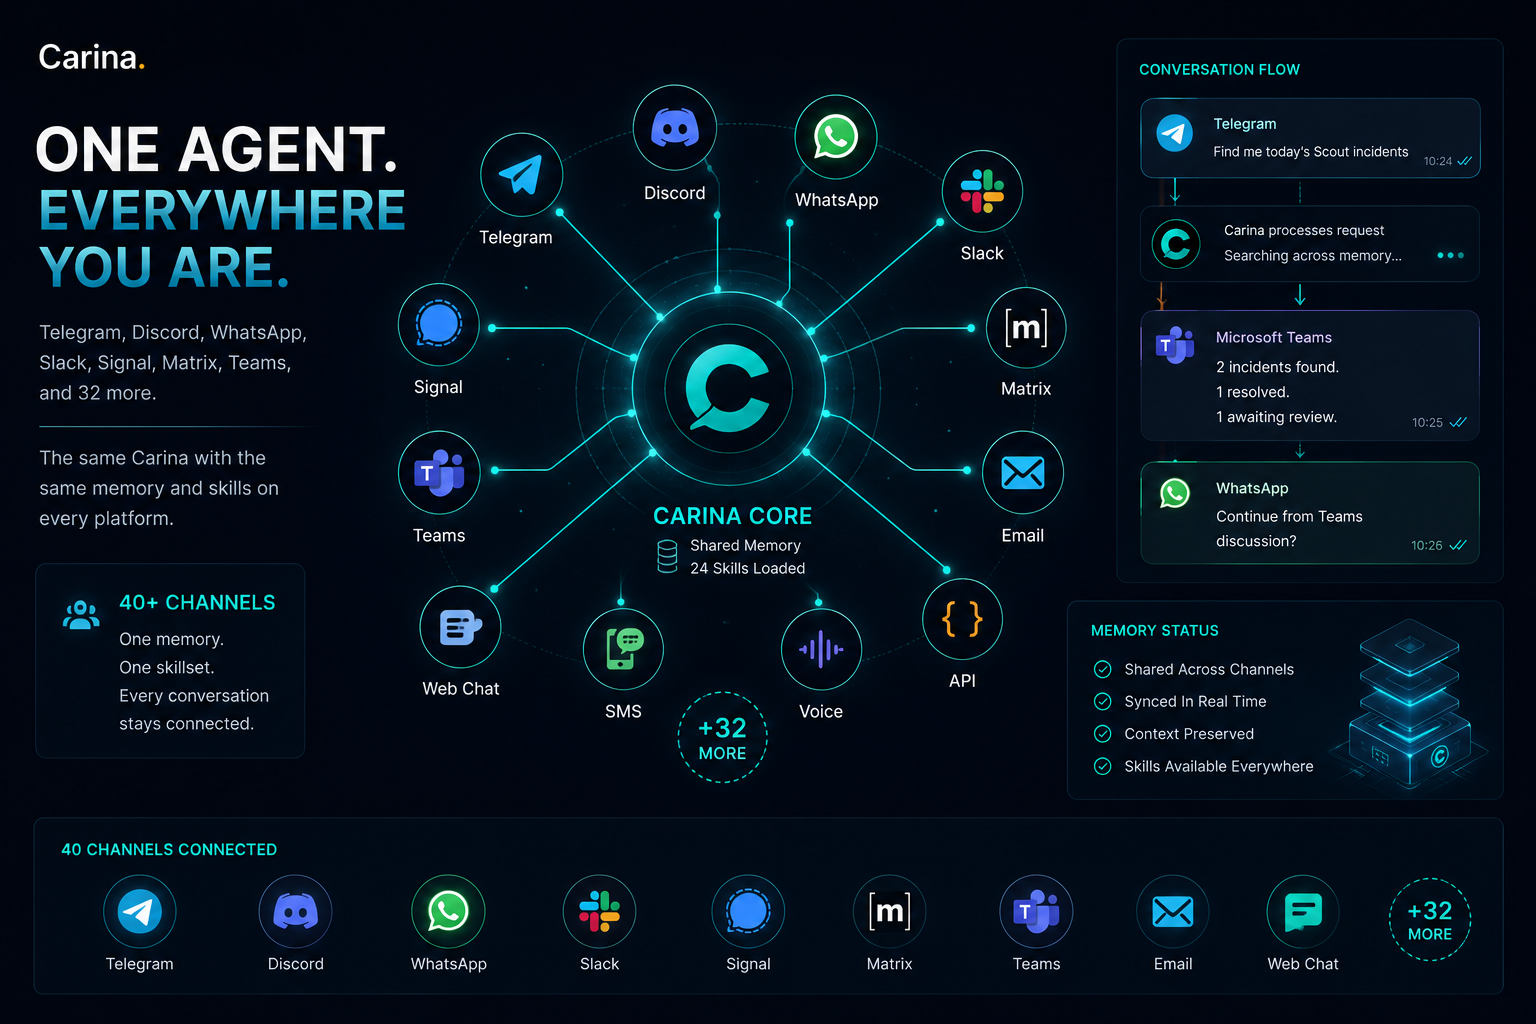 Carina.
ONE AGENT.
EVERYWHERE
YOU ARE.
Telegram, Discord, WhatsApp,
Slack, Signal, Matrix, Teams,
and 32 more.
The same Carina with the
same memory and skills on
every platform.
40+ CHANNELS
One memory.
One skillset.
Every conversation
stays connected.
Discord
WhatsApp
Telegram
Slack
Signal
[m]
Matrix
T
Teams
Email
CARINA CORE
Shared Memory
24 Skills Loaded
Web Chat
SMS
Voice
{ }
API
+32
MORE
CONVERSATION FLOW
Telegram
Find me today's Scout incidents
10:24
Carina processes request
Searching across memory...
T
Microsoft Teams
2 incidents found.
1 resolved.
1 awaiting review.
10:25
WhatsApp
Continue from Teams
discussion?
10:26
MEMORY STATUS
Shared Across Channels
Synced In Real Time
Context Preserved
Skills Available Everywhere
40 CHANNELS CONNECTED
Telegram
Discord
WhatsApp
Slack
Signal
[m]
Matrix
T
Teams
Email
Web Chat
+32
MORE